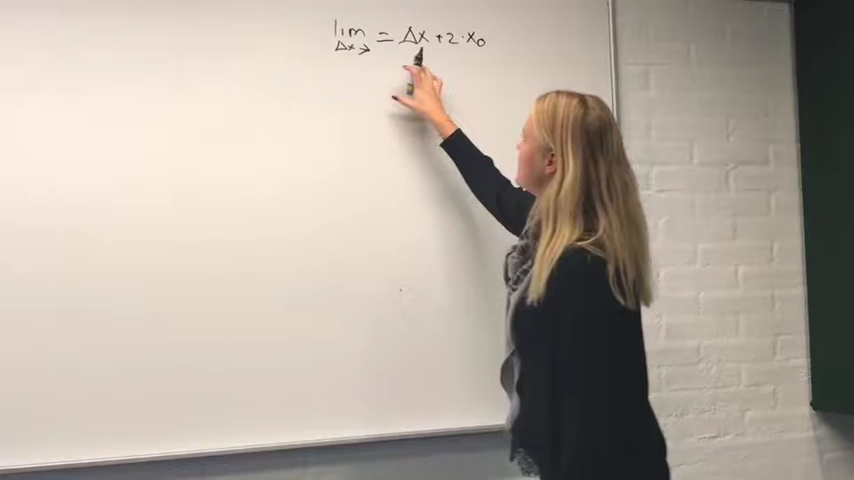 lim = Δx + 2 · x₀
Δx →